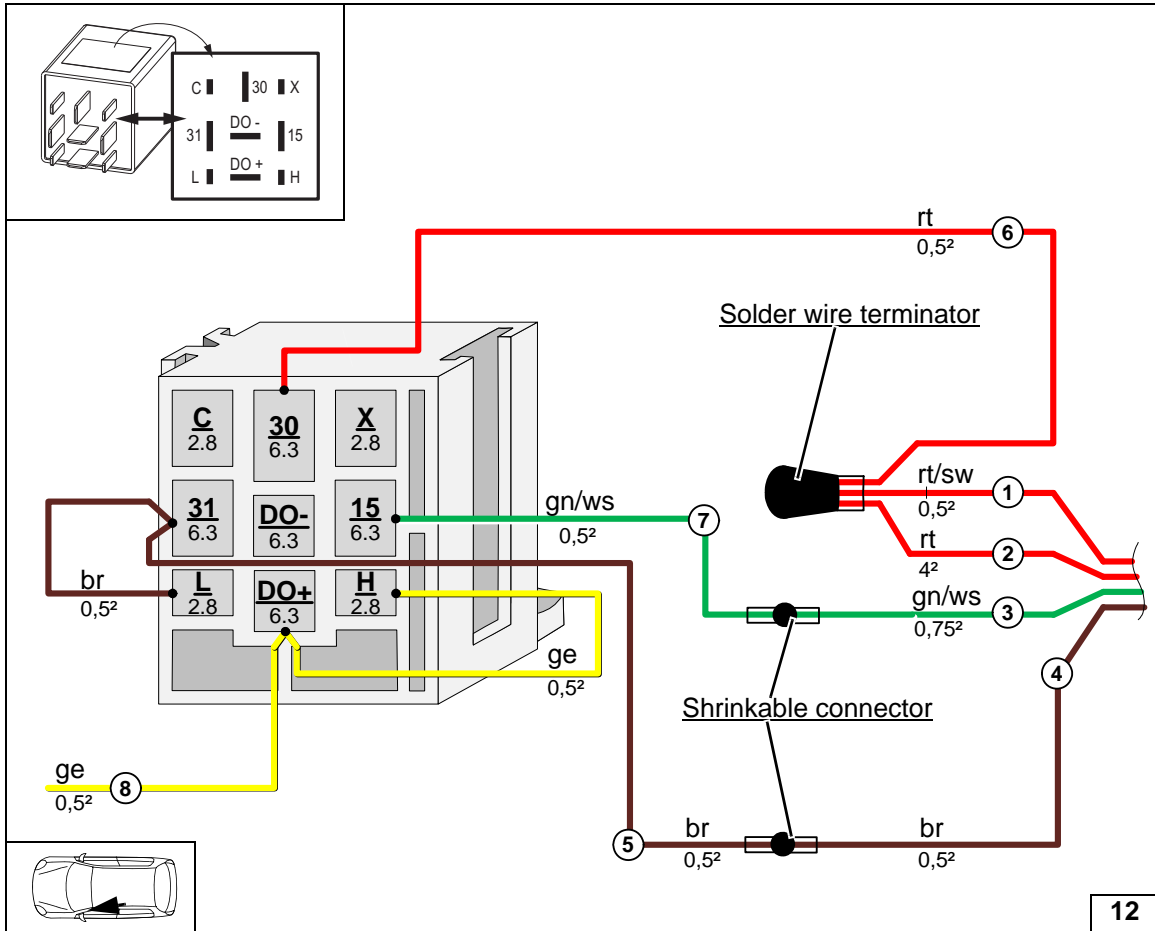 C 30 X
31 DO - 15
L DO + H
rt
0,5²
6
Solder wire terminator
C
2.8
30
6.3
X
2.8
rt/sw
0,5²
1
31
6.3
DO-
6.3
15
6.3
gn/ws
0,5²
7
rt
4²
2
br
0,5²
L
2.8
DO+
6.3
H
2.8
gn/ws
0,75²
3
ge
0,5²
4
Shrinkable connector
ge
0,5²
8
5
br
0,5²
br
0,5²
12